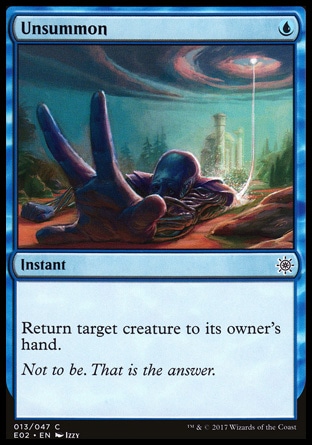 Unsummon
Instant
Return target creature to its owner's
hand.
Not to be. That is the answer.
013/047 C
E02 • EN Izzy
™ & © 2017 Wizards of the Coast